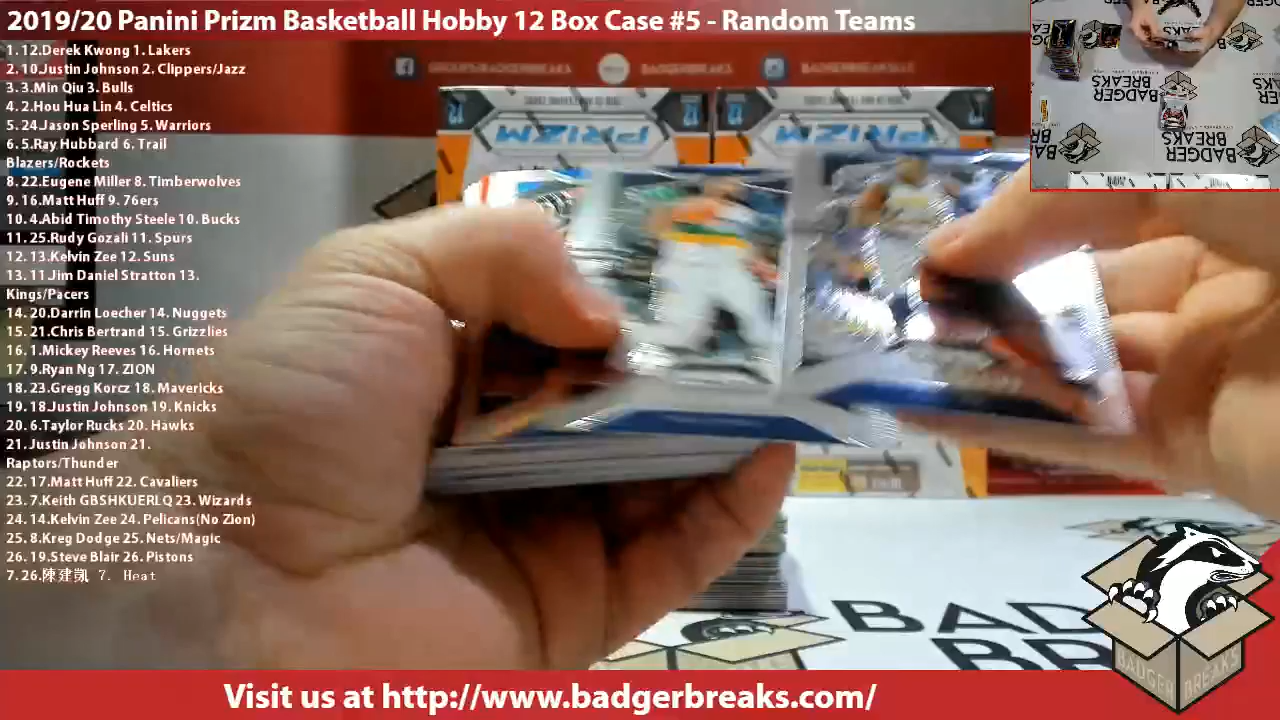 2019/20 Panini Prizm Basketball Hobby 12 Box Case #5 - Random Teams
1. 12.Derek Kwong 1. Lakers
2. 10.Justin Johnson 2. Clippers/Jazz
3. 3.Min Qiu 3. Bulls
4. 2.Hou Hua Lin 4. Celtics
5. 24.Jason Sperling 5. Warriors
6. 5.Ray Hubbard 6. Trail
Blazers/Rockets
8. 22.Eugene Miller 8. Timberwolves
9. 16.Matt Huff 9. 76ers
10. 4.Abid Timothy Steele 10. Bucks
11. 25.Rudy Gozali 11. Spurs
12. 13.Kelvin Zee 12. Suns
13. 11.Jim Daniel Stratton 13.
Kings/Pacers
14. 20.Darrin Loecher 14. Nuggets
15. 21.Chris Bertrand 15. Grizzlies
16. 1.Mickey Reeves 16. Hornets
17. 9.Ryan Ng 17. ZION
18. 23.Gregg Korcz 18. Mavericks
19. 18.Justin Johnson 19. Knicks
20. 6.Taylor Rucks 20. Hawks
21. Justin Johnson 21.
Raptors/Thunder
22. 17.Matt Huff 22. Cavaliers
23. 7.Keith GBSHKUERLQ 23. Wizards
24. 14.Kelvin Zee 24. Pelicans(No Zion)
25. 8.Kreg Dodge 25. Nets/Magic
26. 19.Steve Blair 26. Pistons
7. 26.陳建凱 7. Heat
GROUPS/BADGERBREAKS
BADGERBREAKS
BADGERBREAKSLLC
PRIZM
PRIZM
BADGER
BREAKS
BAD
BR
BADGER BREAKS
Visit us at http://www.badgerbreaks.com/